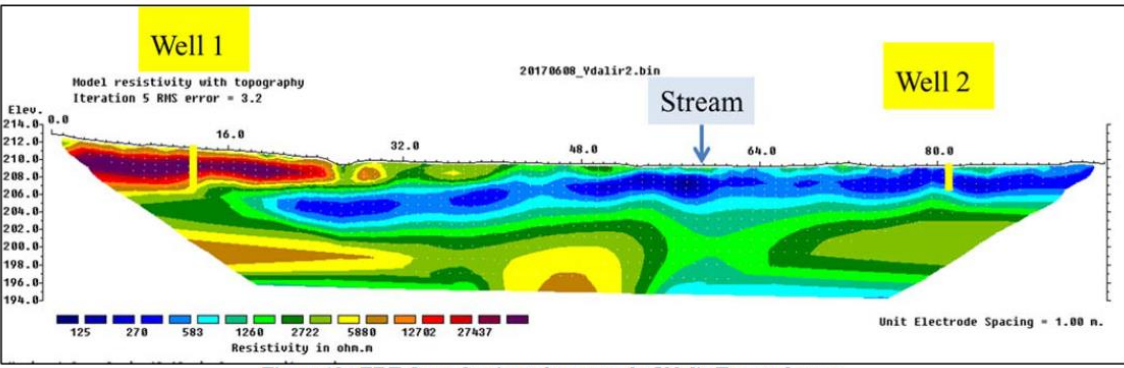 Well 1
Model resistivity with topography
Iteration 5 RMS error = 3.2
20170608_Ydalir2.bin
Stream
Well 2
Elev.
0.0
16.0
32.0
48.0
64.0
80.0
214.0
212.0
210.0
208.0
206.0
204.0
202.0
200.0
198.0
196.0
194.0
125 270 583 1260 2722 5880 12702 27437
Resistivity in ohm.m
Unit Electrode Spacing = 1.00 m.